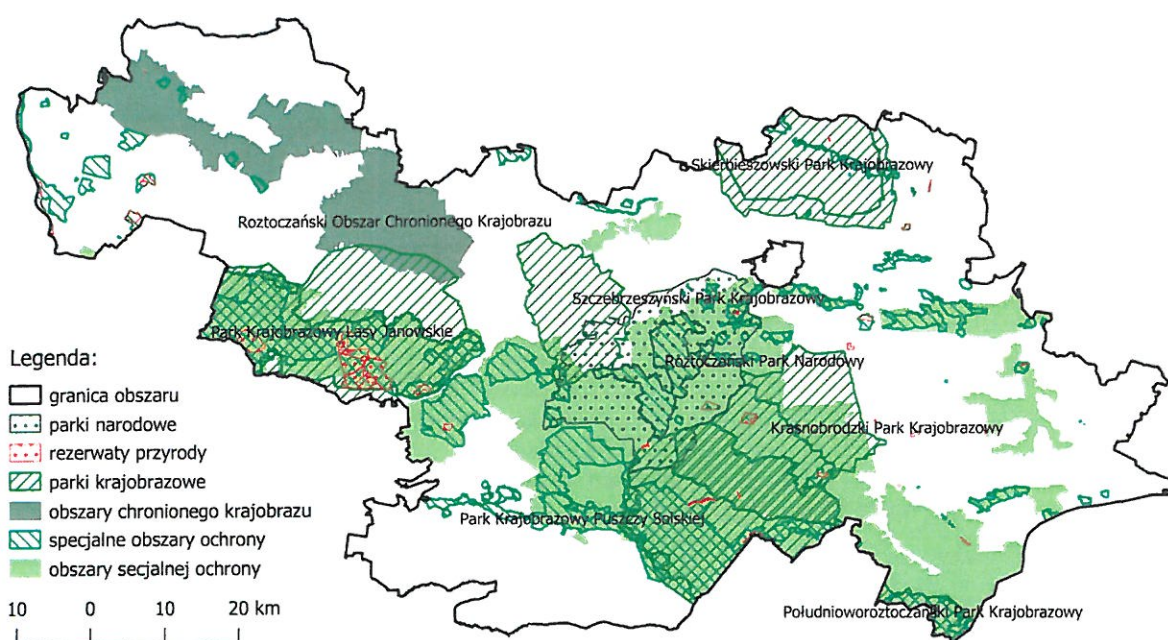 Skierbieszowski Park Krajobrazowy
Roztoczański Obszar Chronionego Krajobrazu
Szczebrzeszyński Park Krajobrazowy
Park Krajobrazowy Lasy Janowskie
Roztoczański Park Narodowy
Krasnobrodzki Park Krajobrazowy
Park Krajobrazowy Puszczy Solskiej
Południoworoztoczański Park Krajobrazowy
Legenda:
granica obszaru
parki narodowe
rezerwaty przyrody
parki krajobrazowe
obszary chronionego krajobrazu
specjalne obszary ochrony
obszary secjalnej ochrony
10 0 10 20 km